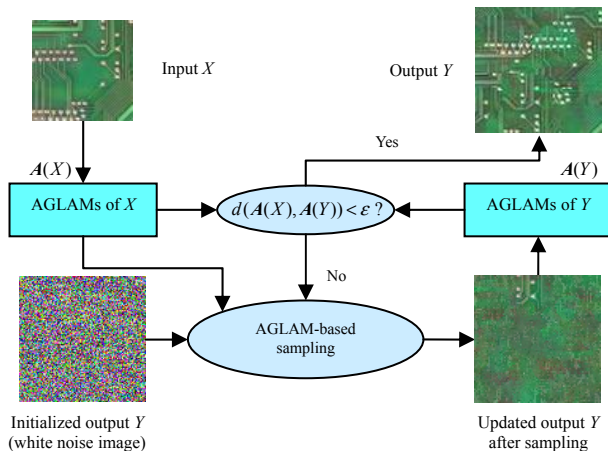 Input X
Output Y
Yes
A(X)
A(Y)
AGLAMs of X
d(A(X), A(Y)) < ε ?
AGLAMs of Y
No
AGLAM-based
sampling
Initialized output Y
(white noise image)
Updated output Y
after sampling